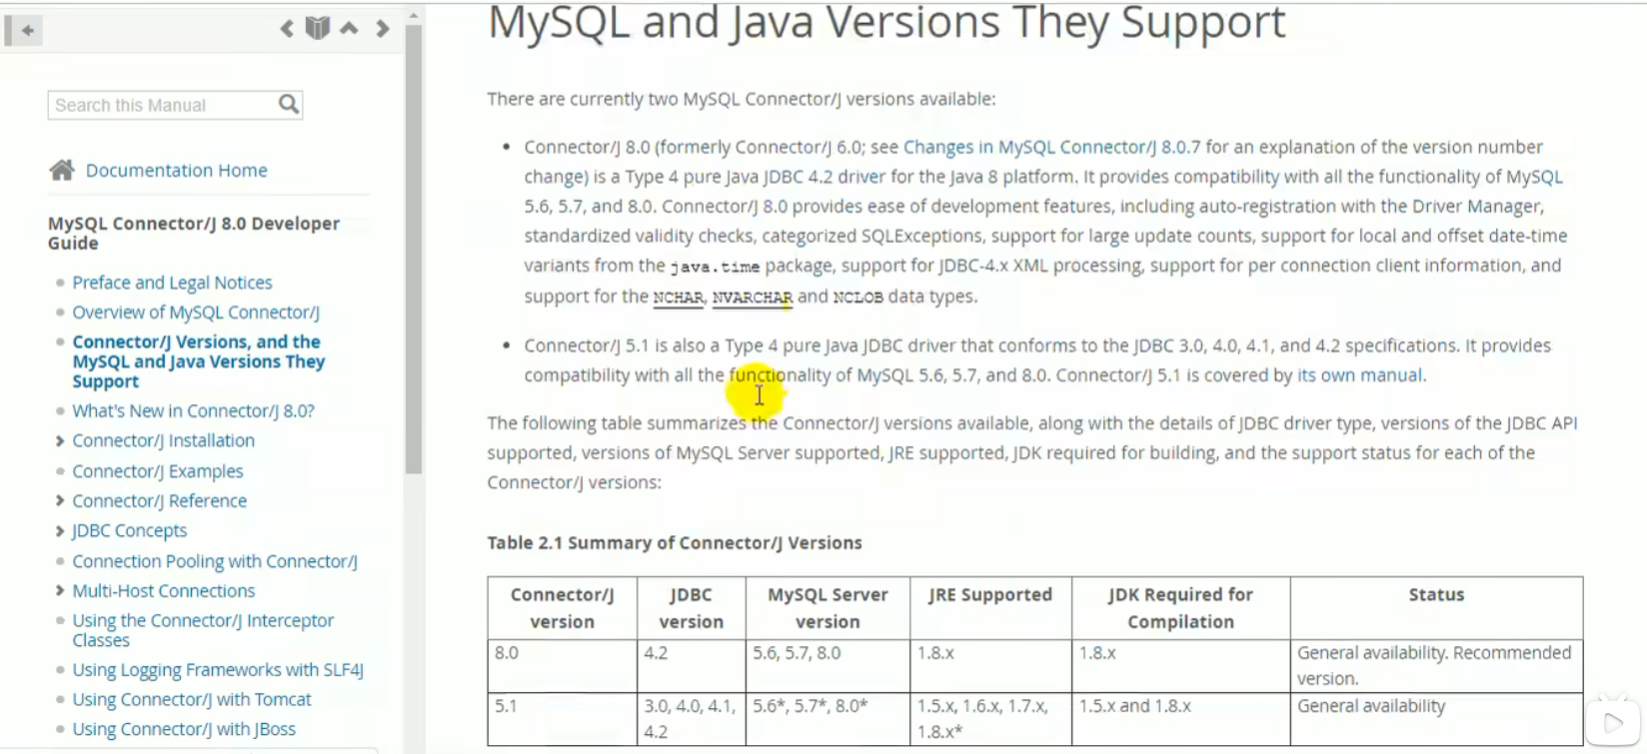 MySQL and Java Versions They Support
Search this Manual
Documentation Home
MySQL Connector/J 8.0 Developer
Guide
Preface and Legal Notices
Overview of MySQL Connector/J
Connector/J Versions, and the
MySQL and Java Versions They
Support
What's New in Connector/J 8.0?
Connector/J Installation
Connector/J Examples
Connector/J Reference
JDBC Concepts
Connection Pooling with Connector/J
Multi-Host Connections
Using the Connector/J Interceptor
Classes
Using Logging Frameworks with SLF4J
Using Connector/J with Tomcat
Using Connector/J with JBoss
There are currently two MySQL Connector/J versions available:
Connector/J 8.0 (formerly Connector/J 6.0; see Changes in MySQL Connector/J 8.0.7 for an explanation of the version number
change) is a Type 4 pure Java JDBC 4.2 driver for the Java 8 platform. It provides compatibility with all the functionality of MySQL
5.6, 5.7, and 8.0. Connector/J 8.0 provides ease of development features, including auto-registration with the Driver Manager,
standardized validity checks, categorized SQLExceptions, support for large update counts, support for local and offset date-time
variants from the java.time package, support for JDBC-4.x XML processing, support for per connection client information, and
support for the NCHAR, NVARCHAR and NCLOB data types.
Connector/J 5.1 is also a Type 4 pure Java JDBC driver that conforms to the JDBC 3.0, 4.0, 4.1, and 4.2 specifications. It provides
compatibility with all the functionality of MySQL 5.6, 5.7, and 8.0. Connector/J 5.1 is covered by its own manual.
The following table summarizes the Connector/J versions available, along with the details of JDBC driver type, versions of the JDBC API
supported, versions of MySQL Server supported, JRE supported, JDK required for building, and the support status for each of the
Connector/J versions:
Table 2.1 Summary of Connector/J Versions
Connector/J
version
JDBC
version
MySQL Server
version
JRE Supported
JDK Required for
Compilation
Status
8.0
4.2
5.6, 5.7, 8.0
1.8.x
1.8.x
General availability. Recommended
version.
5.1
3.0, 4.0, 4.1,
4.2
5.6*, 5.7*, 8.0*
1.5.x, 1.6.x, 1.7.x,
1.8.x*
1.5.x and 1.8.x
General availability